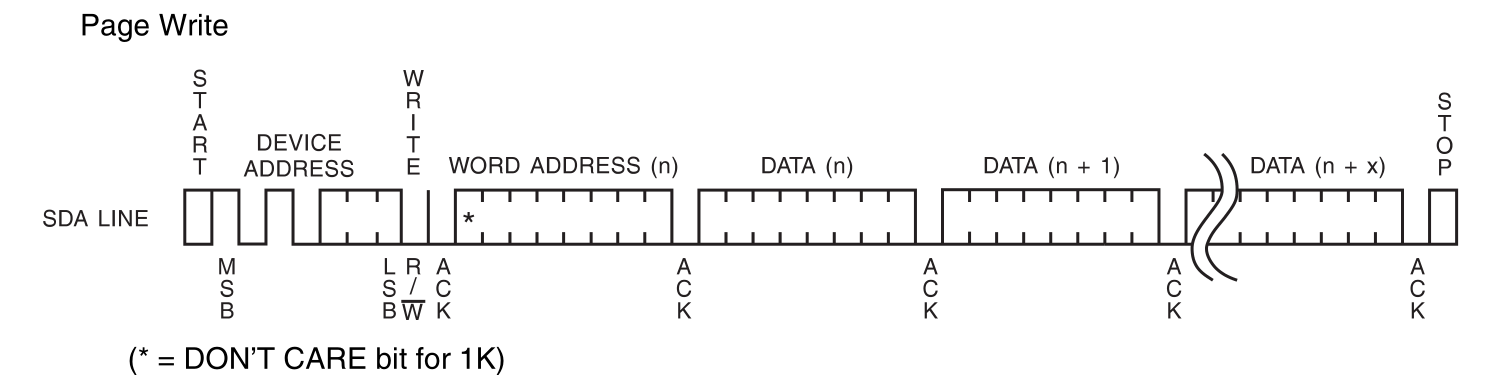 Page Write
START
WRITE
STOP
DEVICE
ADDRESS
WORD ADDRESS (n)
DATA (n)
DATA (n + 1)
DATA (n + x)
SDA LINE
*
MSB
LSB
R/W̅
ACK
ACK
ACK
ACK
ACK
(* = DON'T CARE bit for 1K)